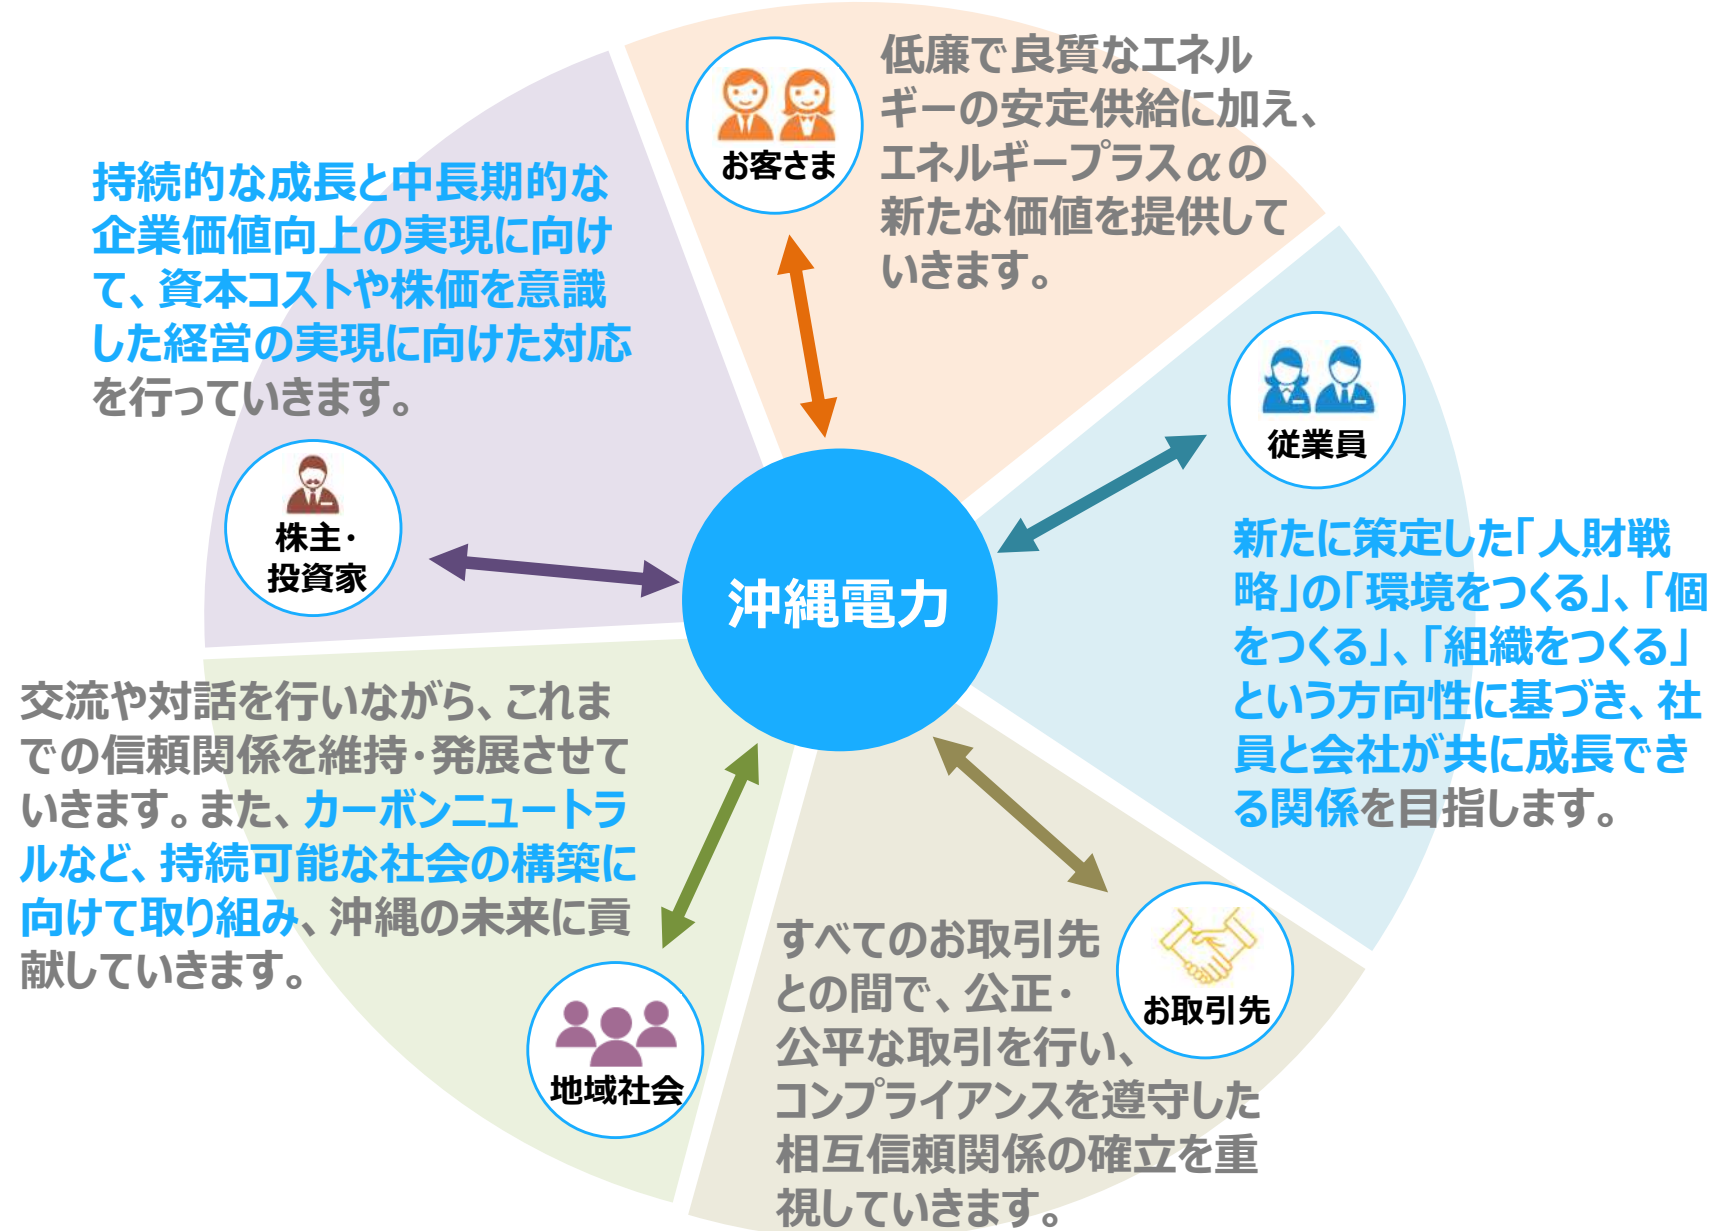 低廉で良質なエネル
ギーの安定供給に加え、
エネルギープラスαの
新たな価値を提供して
いきます。
お客さま
持続的な成長と中長期的な
企業価値向上の実現に向け
て、資本コストや株価を意識
した経営の実現に向けた対応
を行っていきます。
株主・
投資家
従業員
新たに策定した「人財戦
略」の「環境をつくる」、「個
をつくる」、「組織をつくる」
という方向性に基づき、社
員と会社が共に成長でき
る関係を目指します。
沖縄電力
交流や対話を行いながら、これま
での信頼関係を維持・発展させて
いきます。また、カーボンニュートラ
ルなど、持続可能な社会の構築に
向けて取り組み、沖縄の未来に貢
献していきます。
地域社会
お取引先
すべてのお取引先
との間で、公正・
公平な取引を行い、
コンプライアンスを遵守した
相互信頼関係の確立を重
視していきます。